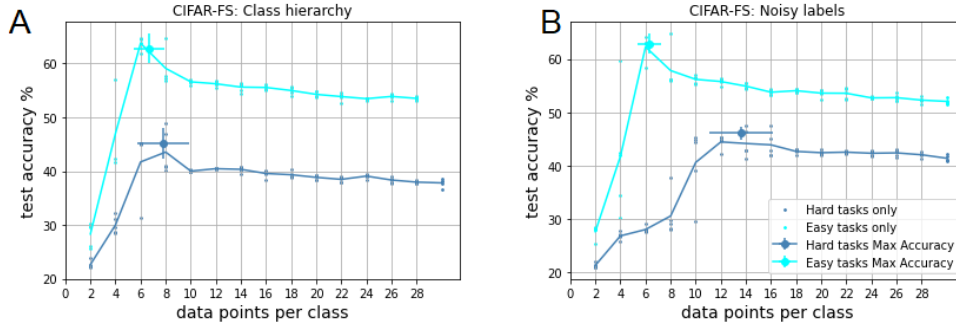 A
CIFAR-FS: Class hierarchy
test accuracy %
60
50
40
30
20
0 2 4 6 8 10 12 14 16 18 20 22 24 26 28
data points per class
B
CIFAR-FS: Noisy labels
test accuracy %
60
50
40
30
20
0 2 4 6 8 10 12 14 16 18 20 22 24 26 28
data points per class
Hard tasks only
Easy tasks only
Hard tasks Max Accuracy
Easy tasks Max Accuracy